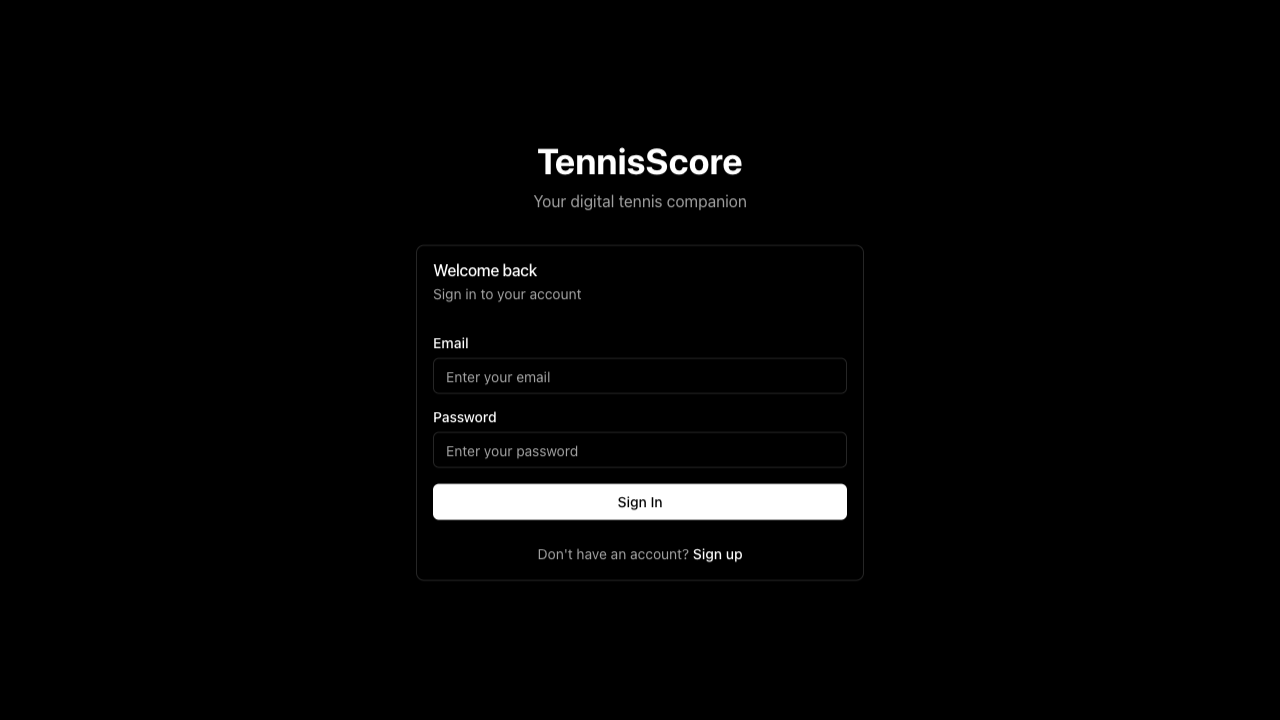 TennisScore
Your digital tennis companion
Welcome back
Sign in to your account
Email
Enter your email
Password
Enter your password
Sign In
Don't have an account? Sign up